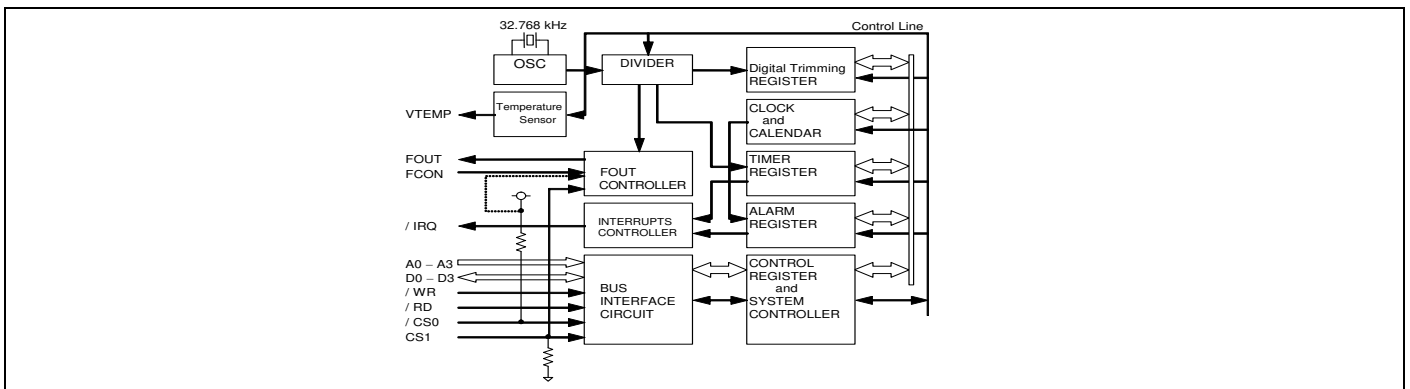 32.768 kHz
Control Line
OSC
DIVIDER
Digital Trimming
REGISTER
VTEMP
Temperature
Sensor
CLOCK
and
CALENDAR
FOUT
FCON
FOUT
CONTROLLER
TIMER
REGISTER
/ IRQ
INTERRUPTS
CONTROLLER
ALARM
REGISTER
A0 – A3
D0 – D3
/ WR
/ RD
/ CS0
CS1
BUS
INTERFACE
CIRCUIT
CONTROL
REGISTER
and
SYSTEM
CONTROLLER